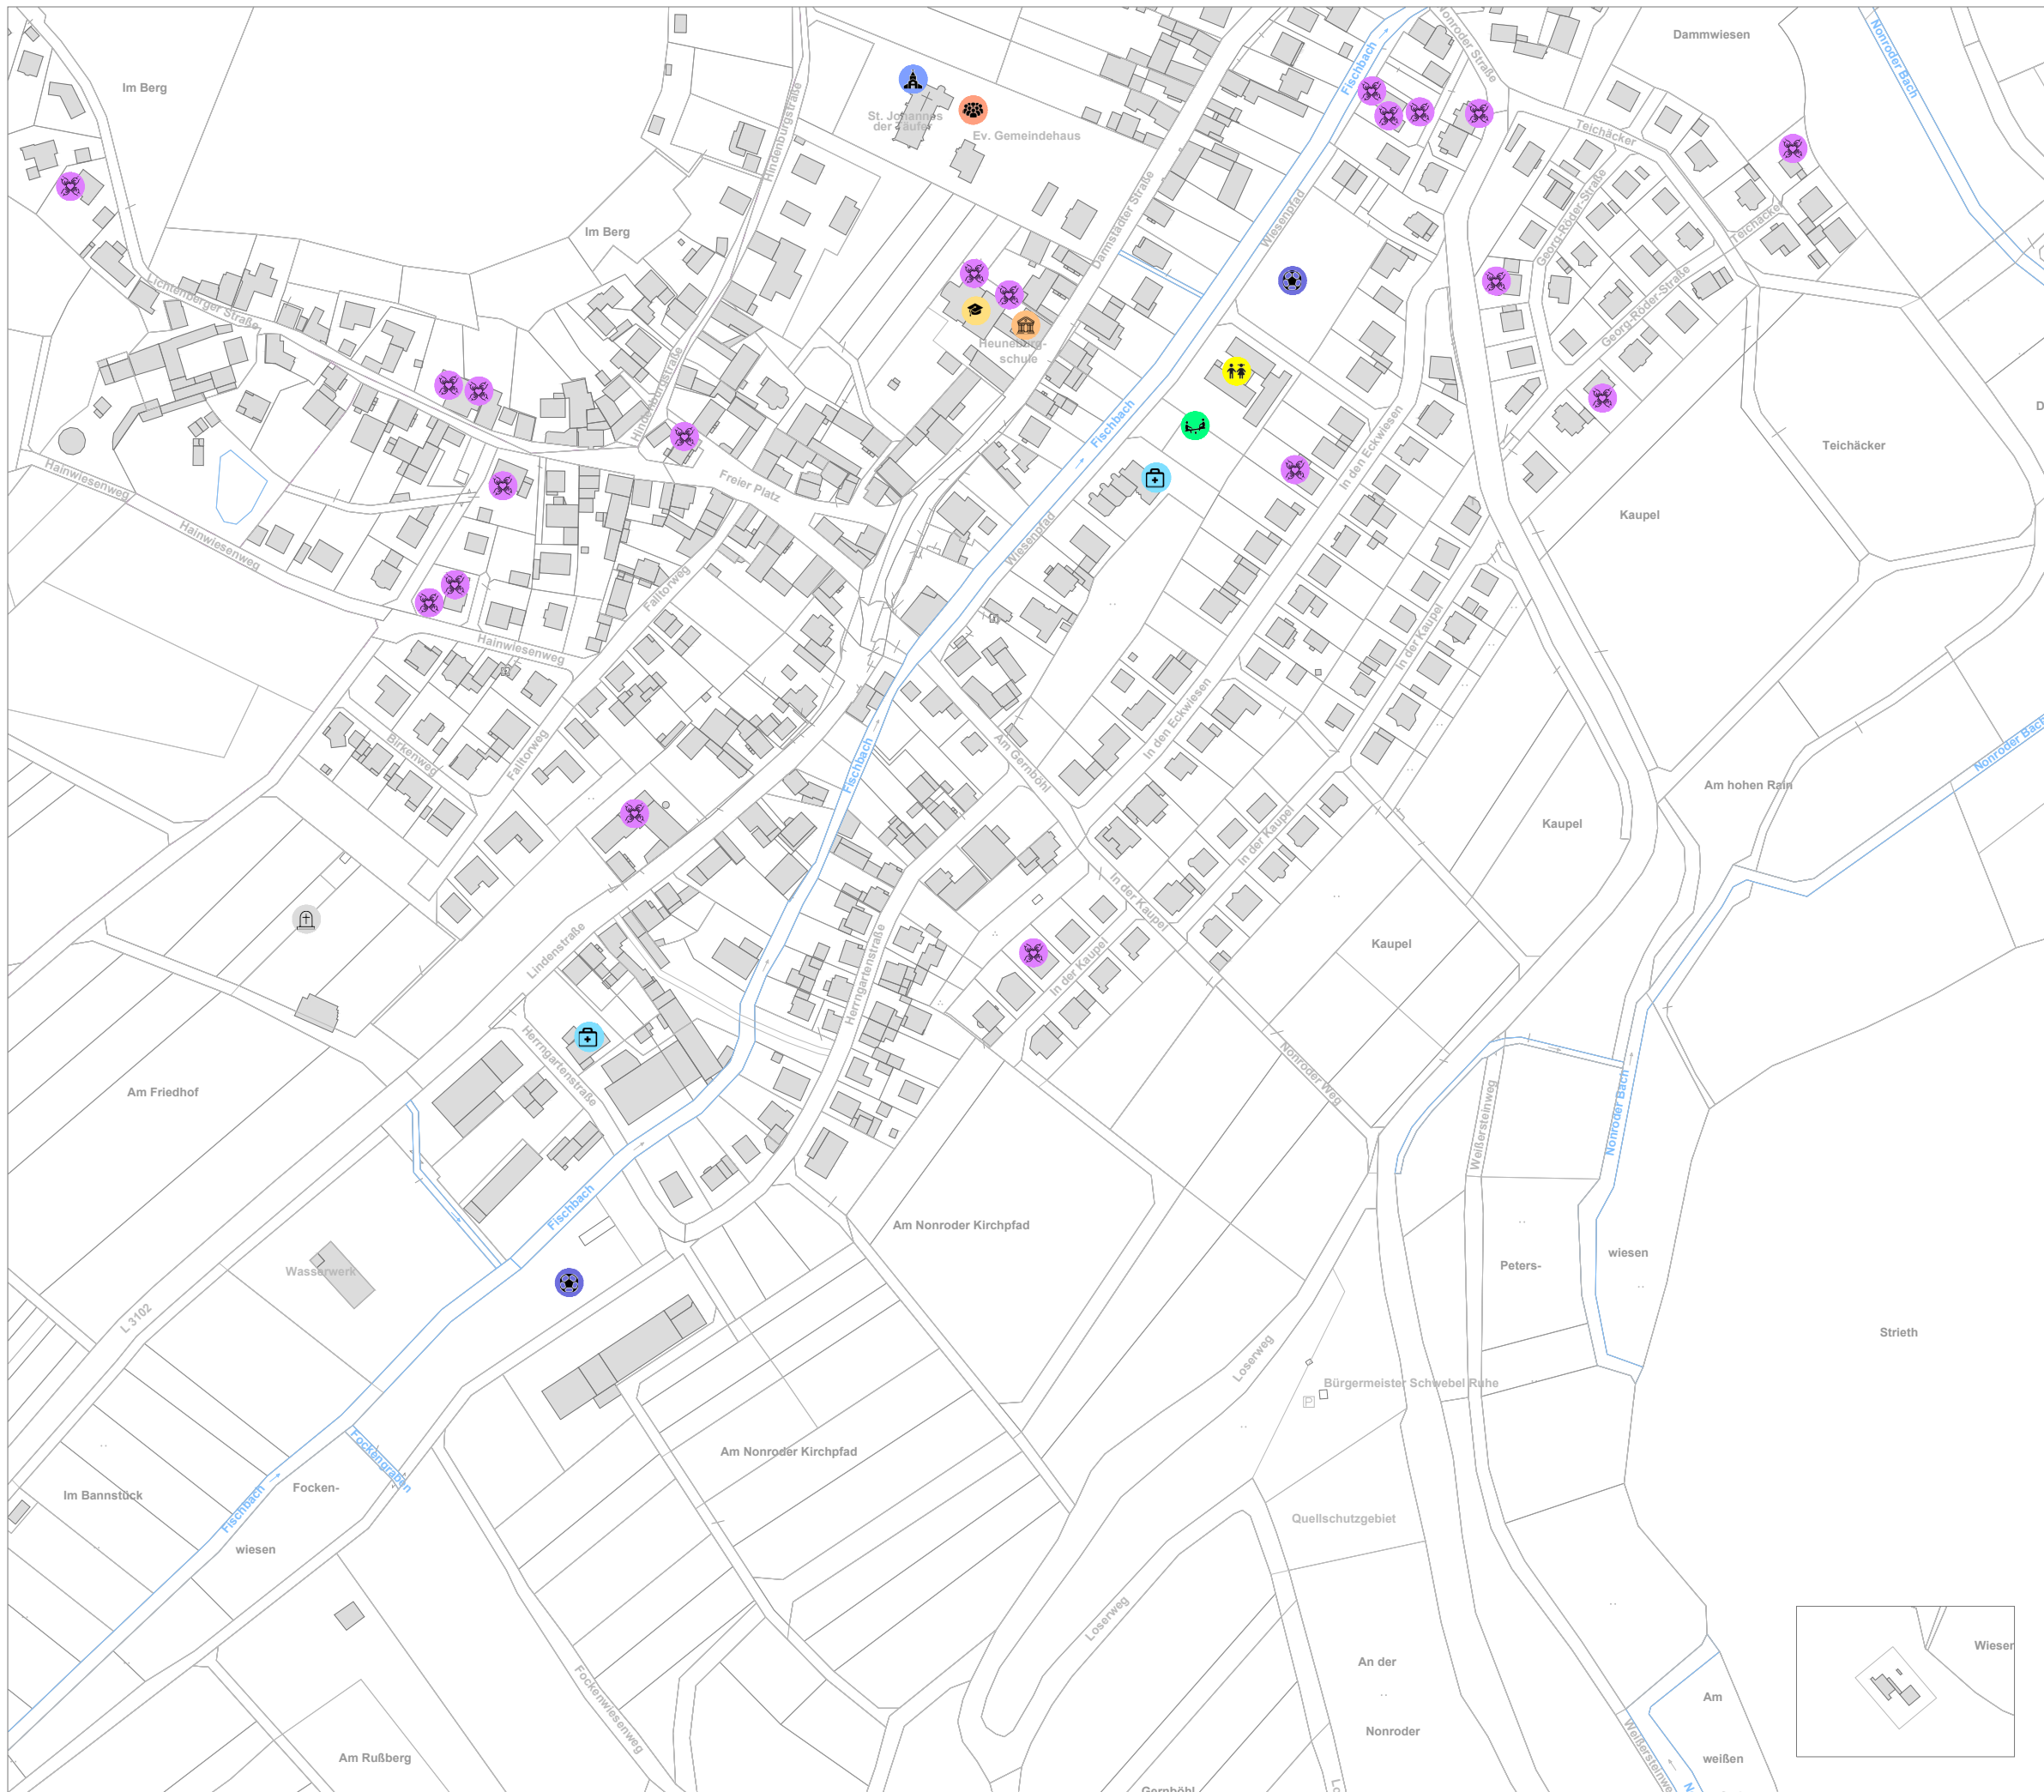 Nonroder Straße
Dammwiesen
Nonroder Bach
Im Berg
Fischbach
St. Johannes
der Täufer
Ev. Gemeindehaus
Hindenburgstraße
Teichäcker
Georg-Röder-Straße
Teichäcker
Im Berg
Darmstädter Straße
Wiesenpfad
Lichtenberger Straße
Georg-Röder-Straße
Heuneburg-
schule
Hindenburgstraße
Fischbach
In den Eckwiesen
D
Teichäcker
Hainwiesenweg
Freier Platz
Kaupel
Hainwiesenweg
Wiesenpfad
Falltorweg
In der Kaupel
Hainwiesenweg
In den Eckwiesen
Birkenweg
Falltorweg
Fischbach
Am Gernböhl
Nonroder Bach
Am hohen Rain
Kaupel
In der Kaupel
In der Kaupel
Lindenstraße
Herrngartenstraße
In der Kaupel
Kaupel
Herrngartenstraße
Nonroder Weg
Am Friedhof
Weißersteinweg
Nonroder Bach
Fischbach
Am Nonroder Kirchpfad
wiesen
Peters-
Wasserwerk
L 3102
Strieth
Loserweg
Bürgermeister Schwebel Ruhe
P
Am Nonroder Kirchpfad
Fockengraben
Focken-
Im Bannstück
Fischbach
Quellschutzgebiet
wiesen
Loserweg
Wiesen
An der
Fockenwiesenweg
Am
Nonroder
Weißersteinweg
Am Rußberg
weißen
Gernböhl
Lo
N